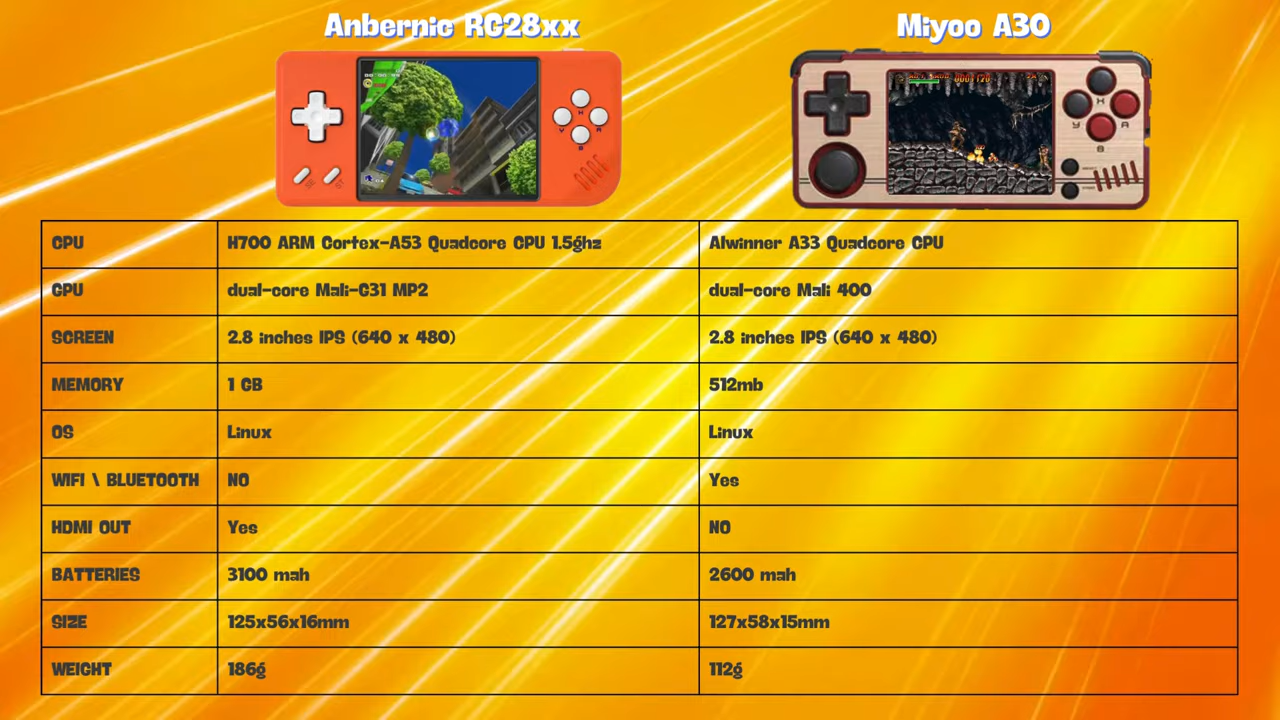 Anbernic RG28xx
Miyoo A30
CPU
H700 ARM Cortex-A53 Quadcore CPU 1.5ghz
Alwinner A33 Quadcore CPU
GPU
dual-core Mali-G31 MP2
dual-core Mali 400
SCREEN
2.8 inches IPS (640 x 480)
2.8 inches IPS (640 x 480)
MEMORY
1 GB
512mb
OS
Linux
Linux
WIFI \ BLUETOOTH
NO
Yes
HDMI OUT
Yes
NO
BATTERIES
3100 mah
2600 mah
SIZE
125x56x16mm
127x58x15mm
WEIGHT
186g
112g
X
Y
A
B
SE
ST
X
Y
A
B